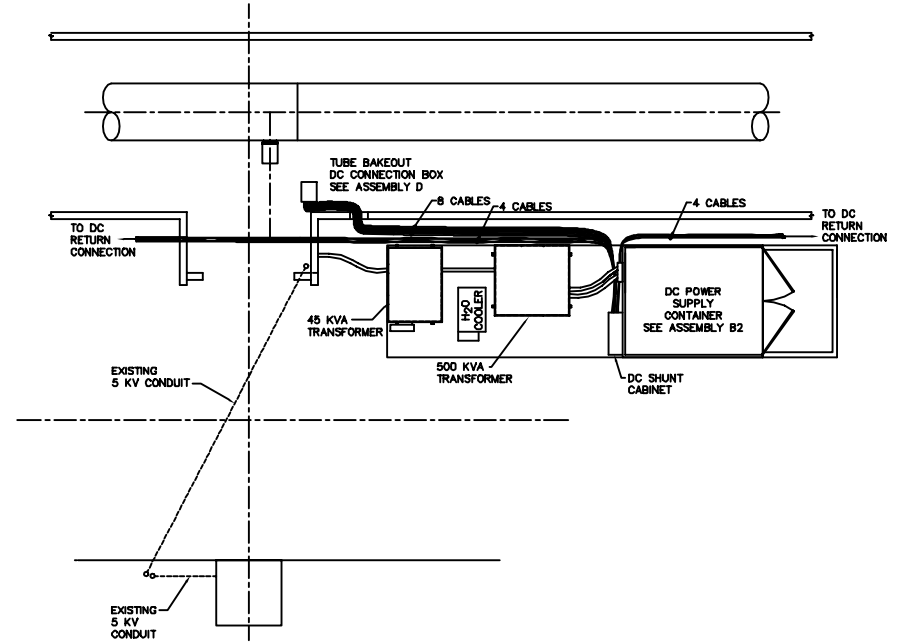 TUBE BAKEOUT
DC CONNECTION BOX
SEE ASSEMBLY D
8 CABLES
4 CABLES
4 CABLES
TO DC
RETURN
CONNECTION
TO DC
RETURN
CONNECTION
DC POWER
SUPPLY
CONTAINER
SEE ASSEMBLY B2
H2O
COOLER
45 KVA
TRANSFORMER
500 KVA
TRANSFORMER
DC SHUNT
CABINET
EXISTING
5 KV CONDUIT
EXISTING
5 KV
CONDUIT